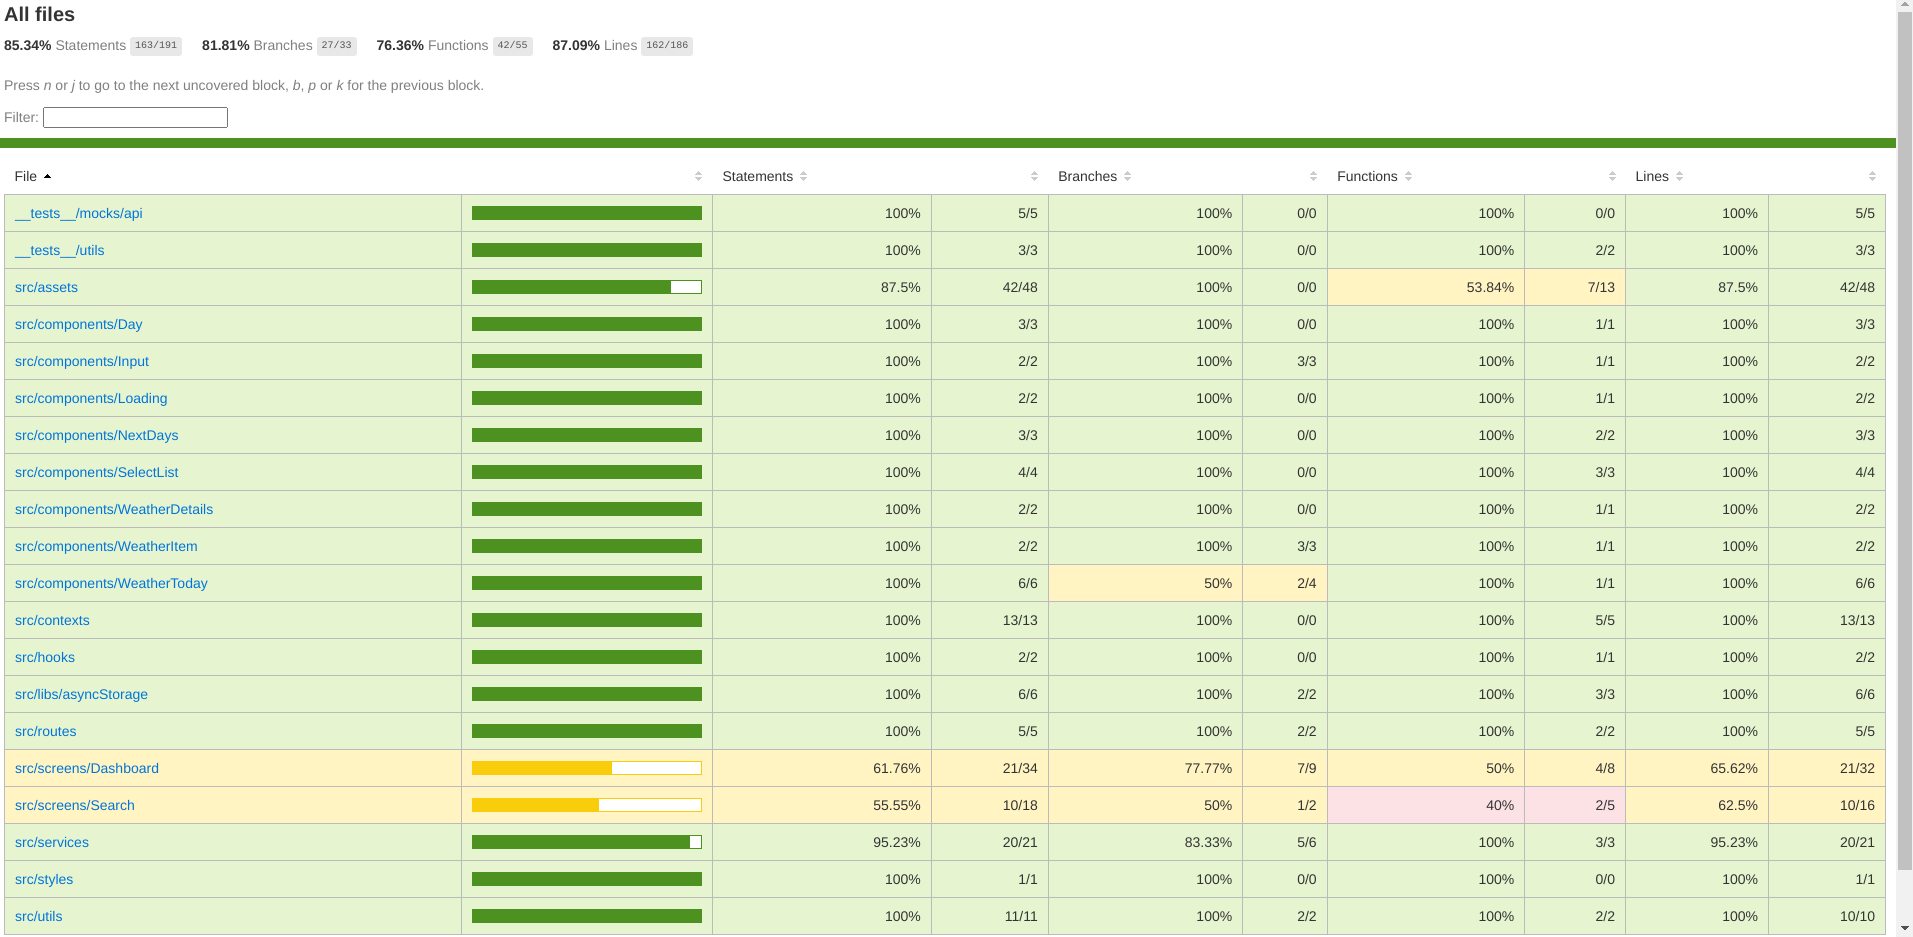 All files
85.34% Statements 163/191 81.81% Branches 27/33 76.36% Functions 42/55 87.09% Lines 162/186
Press n or j to go to the next uncovered block, b, p or k for the previous block.
Filter:
File Statements Branches Functions Lines
__tests__/mocks/api 100% 5/5 100% 0/0 100% 0/0 100% 5/5
__tests__/utils 100% 3/3 100% 0/0 100% 2/2 100% 3/3
src/assets 87.5% 42/48 100% 0/0 53.84% 7/13 87.5% 42/48
src/components/Day 100% 3/3 100% 0/0 100% 1/1 100% 3/3
src/components/Input 100% 2/2 100% 3/3 100% 1/1 100% 2/2
src/components/Loading 100% 2/2 100% 0/0 100% 1/1 100% 2/2
src/components/NextDays 100% 3/3 100% 0/0 100% 2/2 100% 3/3
src/components/SelectList 100% 4/4 100% 0/0 100% 3/3 100% 4/4
src/components/WeatherDetails 100% 2/2 100% 0/0 100% 1/1 100% 2/2
src/components/WeatherItem 100% 2/2 100% 3/3 100% 1/1 100% 2/2
src/components/WeatherToday 100% 6/6 50% 2/4 100% 1/1 100% 6/6
src/contexts 100% 13/13 100% 0/0 100% 5/5 100% 13/13
src/hooks 100% 2/2 100% 0/0 100% 1/1 100% 2/2
src/libs/asyncStorage 100% 6/6 100% 2/2 100% 3/3 100% 6/6
src/routes 100% 5/5 100% 2/2 100% 2/2 100% 5/5
src/screens/Dashboard 61.76% 21/34 77.77% 7/9 50% 4/8 65.62% 21/32
src/screens/Search 55.55% 10/18 50% 1/2 40% 2/5 62.5% 10/16
src/services 95.23% 20/21 83.33% 5/6 100% 3/3 95.23% 20/21
src/styles 100% 1/1 100% 0/0 100% 0/0 100% 1/1
src/utils 100% 11/11 100% 2/2 100% 2/2 100% 10/10